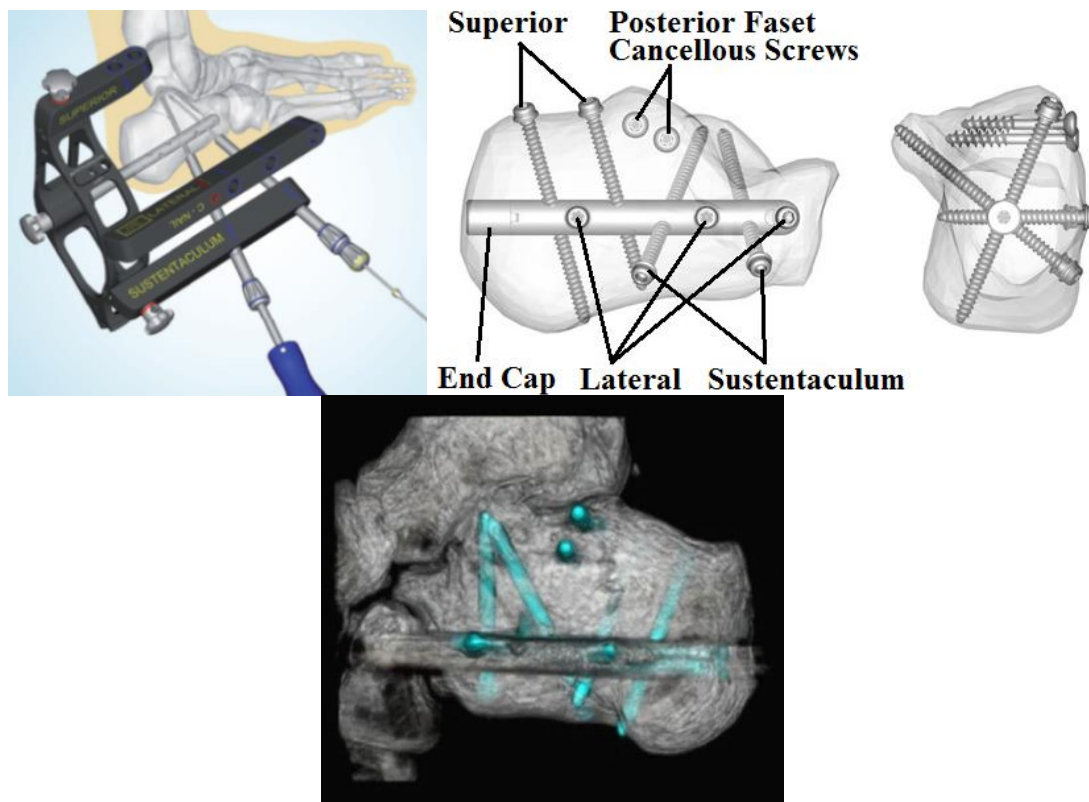 SUPERIOR
LATERAL
C-NAIL
SUSTENTACULUM
Superior
Posterior Faset
Cancellous Screws
End Cap
Lateral
Sustentaculum